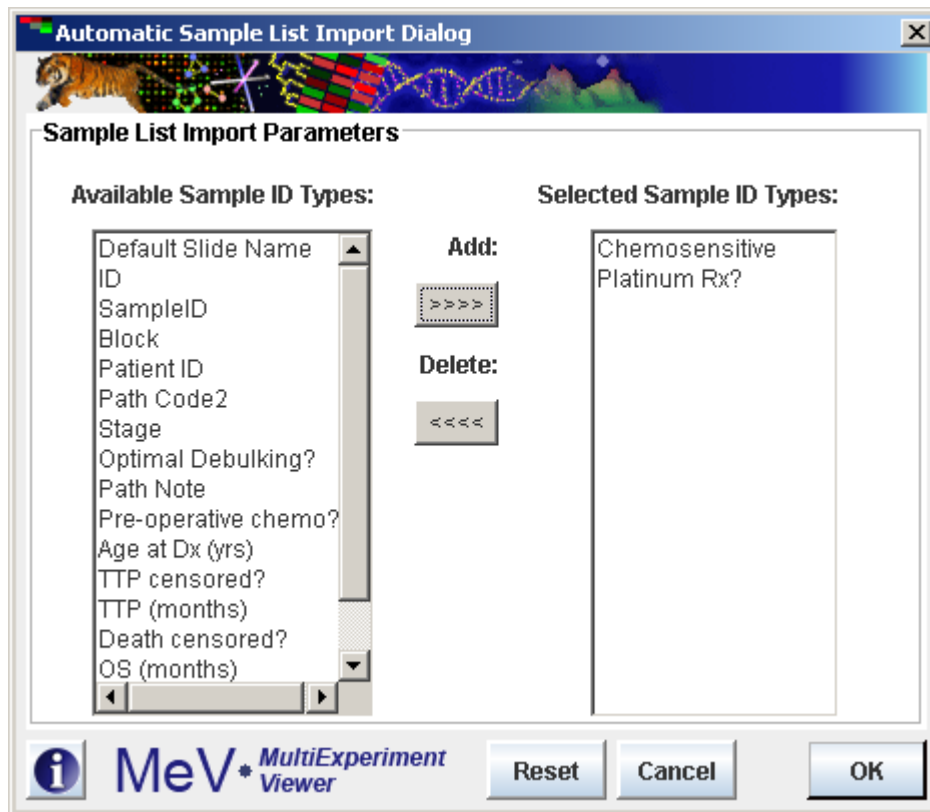 Automatic Sample List Import Dialog
Sample List Import Parameters
Available Sample ID Types:
Default Slide Name
ID
SampleID
Block
Patient ID
Path Code2
Stage
Optimal Debulking?
Path Note
Pre-operative chemo?
Age at Dx (yrs)
TTP censored?
TTP (months)
Death censored?
OS (months)
Add:
>>>>
Delete:
<<<<
Selected Sample ID Types:
Chemosensitive
Platinum Rx?
i
MeV MultiExperiment
Viewer
Reset
Cancel
OK